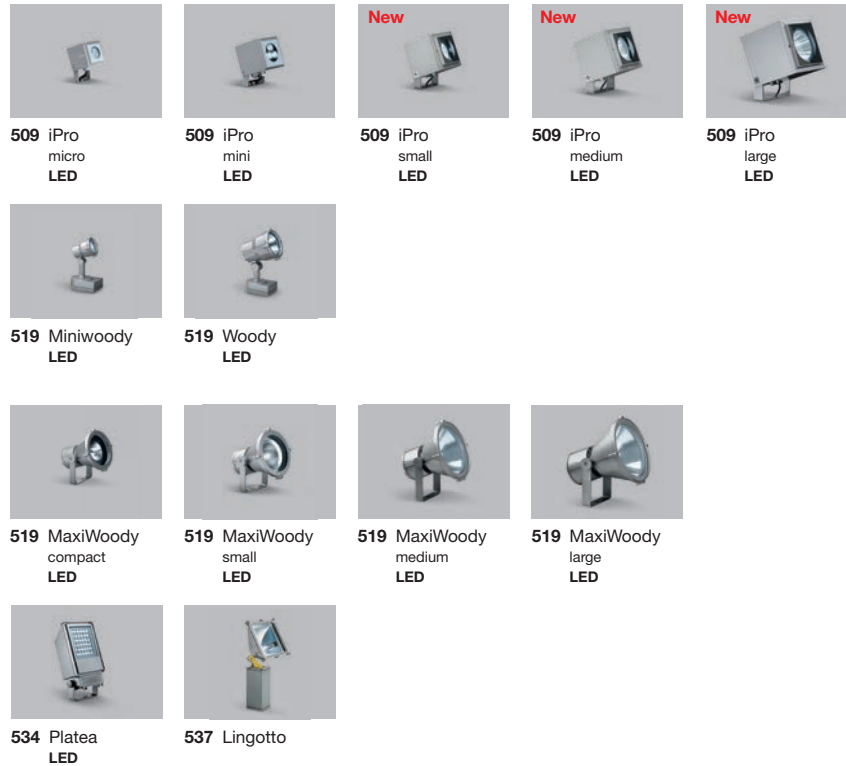 New New New
509 iPro 509 iPro 509 iPro 509 iPro 509 iPro
micro mini small medium large
LED LED LED LED LED
519 Miniwoody 519 Woody
LED LED
519 MaxiWoody 519 MaxiWoody 519 MaxiWoody 519 MaxiWoody
compact small medium large
LED LED LED LED
534 Platea 537 Lingotto
LED